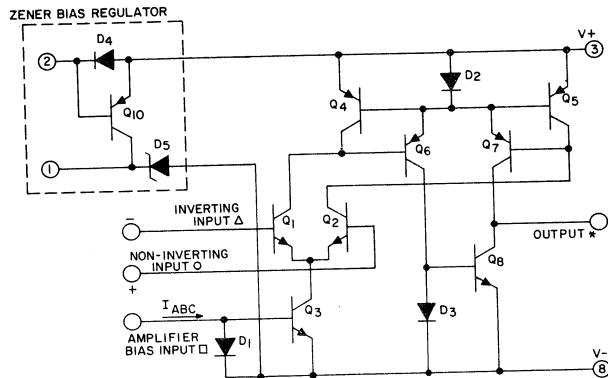 ZENER BIAS REGULATOR
D4
2
Q10
1
D5
V+
3
D2
Q4
Q5
Q6
Q7
INVERTING
INPUT △
−
Q1
Q2
NON-INVERTING
INPUT O
+
OUTPUT *
Q8
IABC
Q3
D3
AMPLIFIER
BIAS INPUT □
D1
V-
8